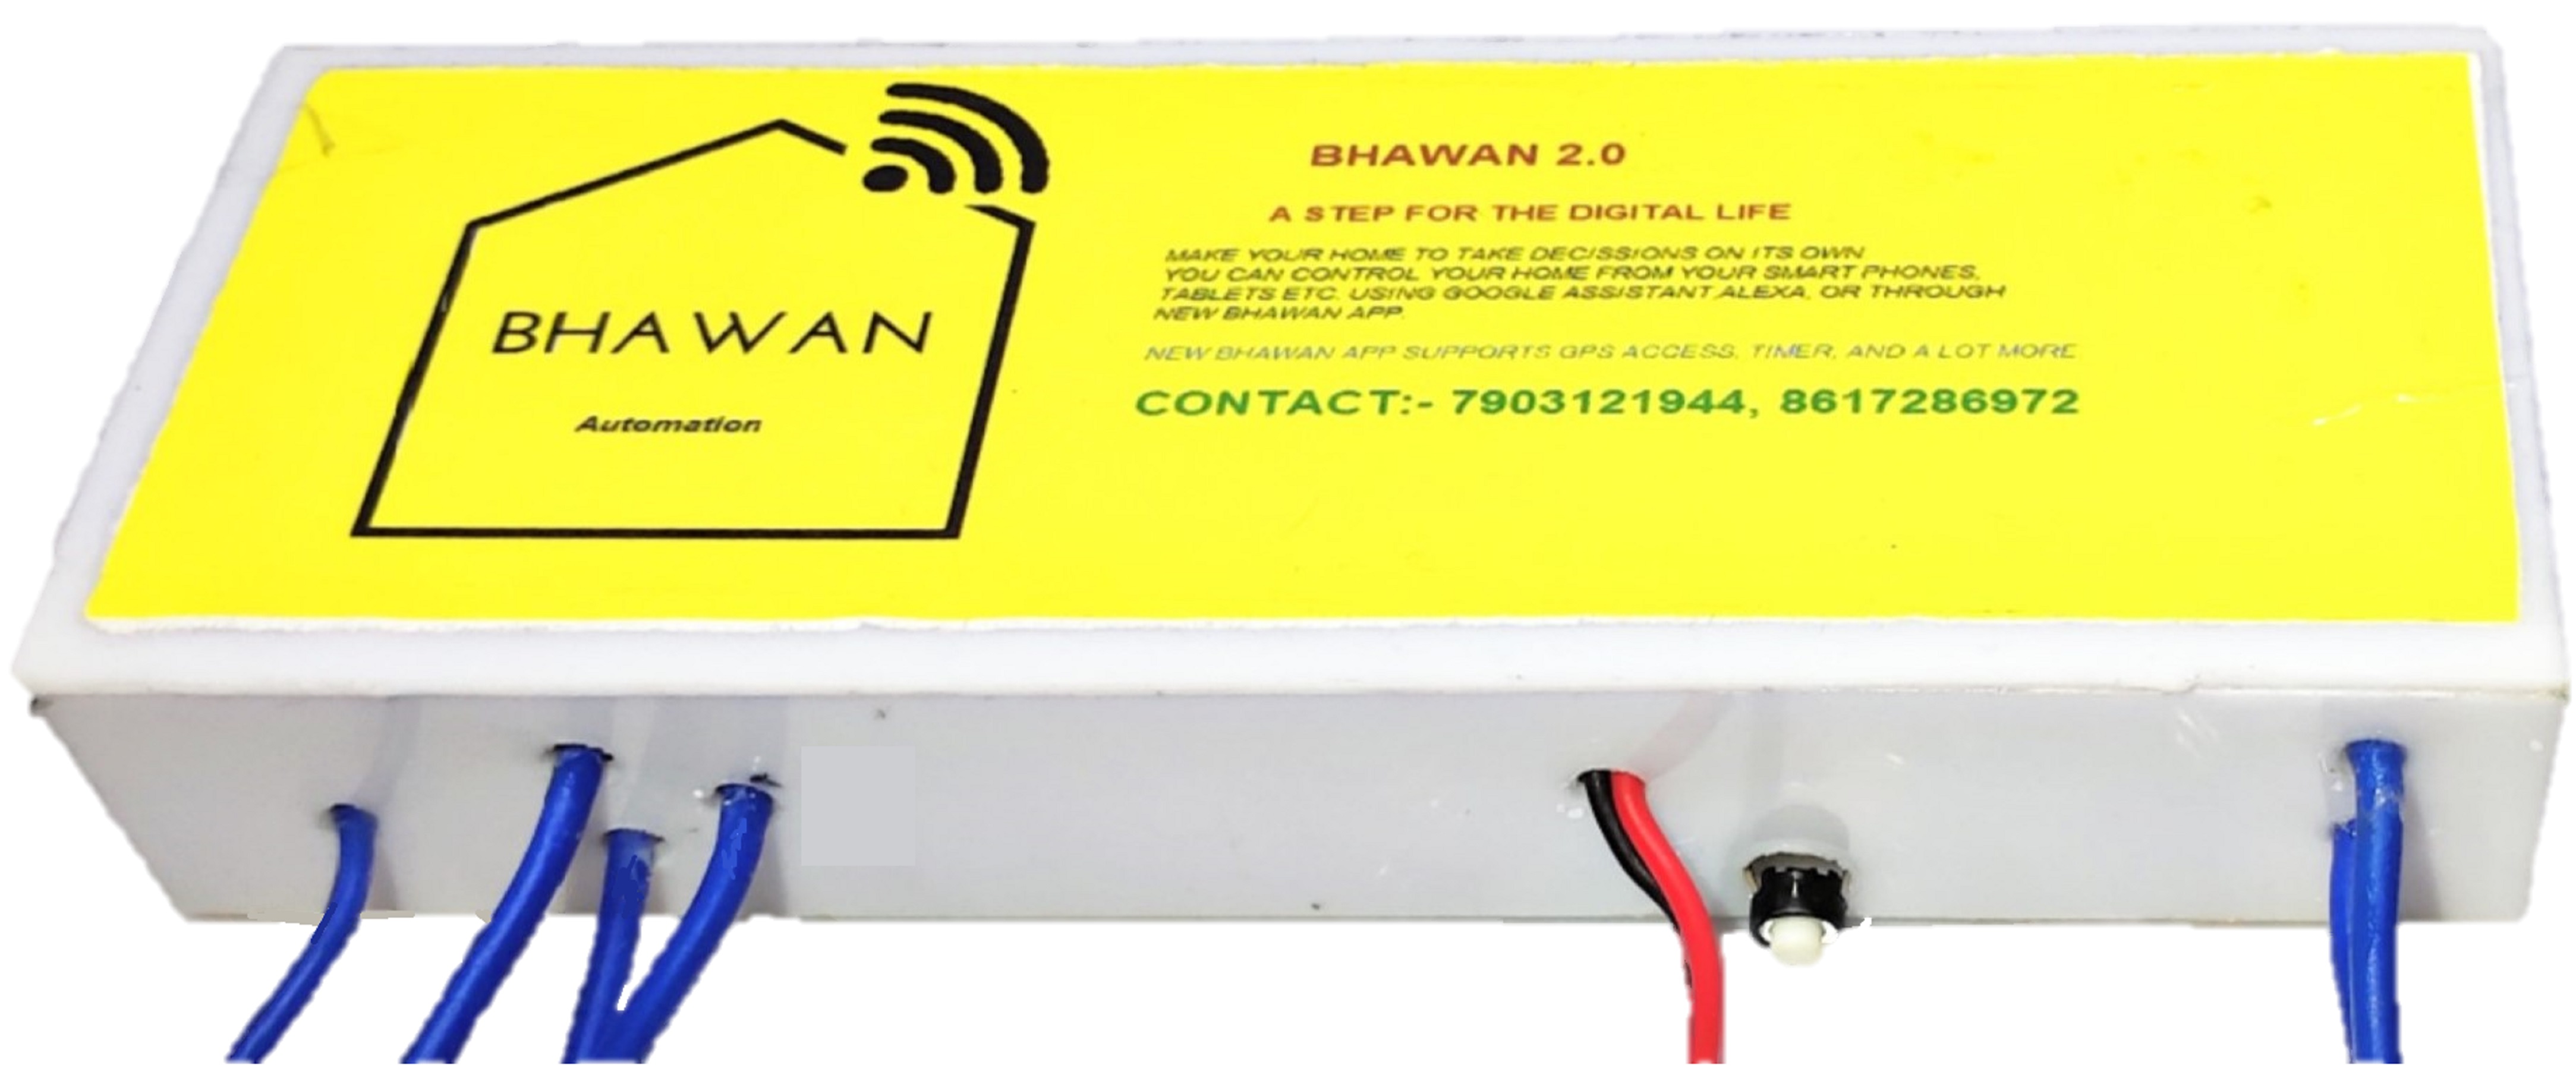 BHAWAN
Automation
BHAWAN 2.0
A STEP FOR THE DIGITAL LIFE
MAKE YOUR HOME TO TAKE DECISSIONS ON ITS OWN
YOU CAN CONTROL YOUR HOME FROM YOUR SMART PHONES,
TABLETS ETC. USING GOOGLE ASSISTANT,ALEXA, OR THROUGH
NEW BHAWAN APP.
NEW BHAWAN APP SUPPORTS GPS ACCESS, TIMER, AND A LOT MORE
CONTACT:- 7903121944, 8617286972